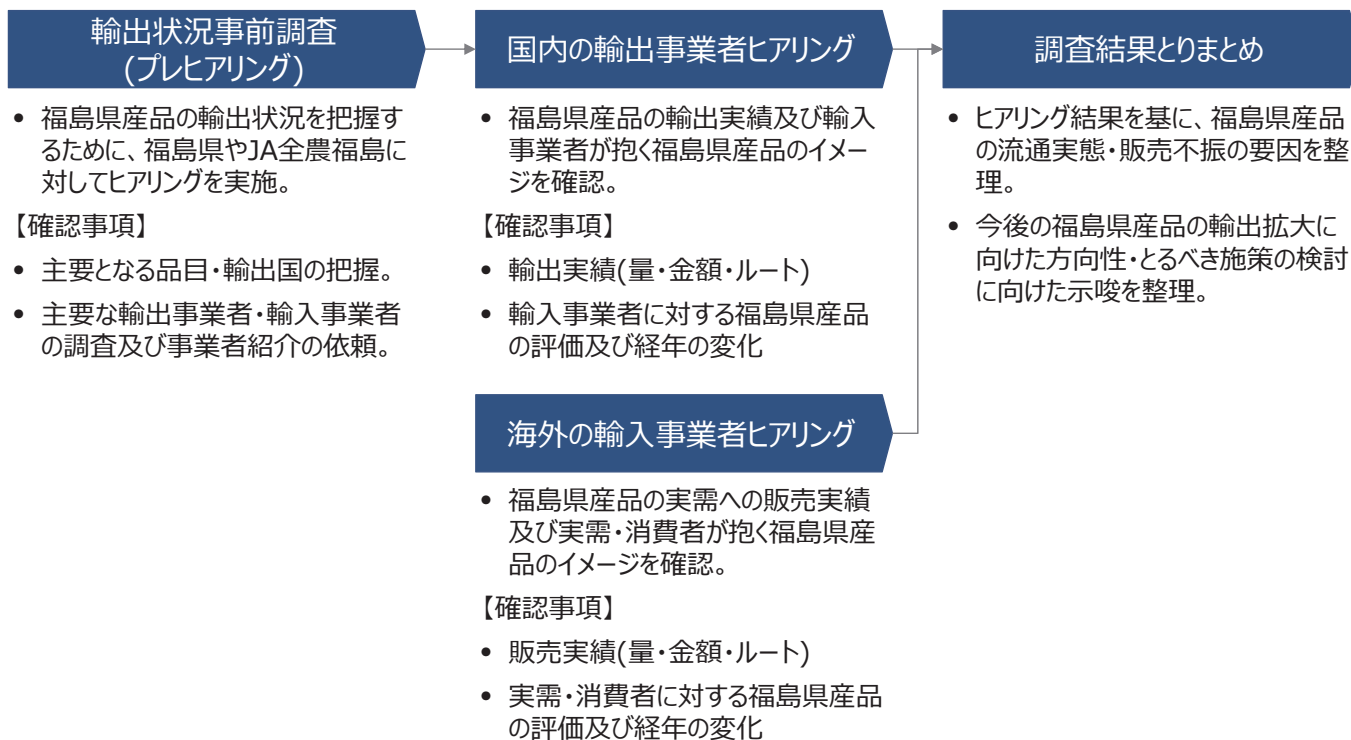 輸出状況事前調査
(プレヒアリング)
• 福島県産品の輸出状況を把握す
るために、福島県やJA全農福島に
対してヒアリングを実施。
【確認事項】
• 主要となる品目・輸出国の把握。
• 主要な輸出事業者・輸入事業者
の調査及び事業者紹介の依頼。
国内の輸出事業者ヒアリング
• 福島県産品の輸出実績及び輸入
事業者が抱く福島県産品のイメー
ジを確認。
【確認事項】
• 輸出実績(量・金額・ルート)
• 輸入事業者に対する福島県産品
の評価及び経年の変化
海外の輸入事業者ヒアリング
• 福島県産品の実需への販売実績
及び実需・消費者が抱く福島県産
品のイメージを確認。
【確認事項】
• 販売実績(量・金額・ルート)
• 実需・消費者に対する福島県産品
の評価及び経年の変化
調査結果とりまとめ
• ヒアリング結果を基に、福島県産品
の流通実態・販売不振の要因を整
理。
• 今後の福島県産品の輸出拡大に
向けた方向性・とるべき施策の検討
に向けた示唆を整理。